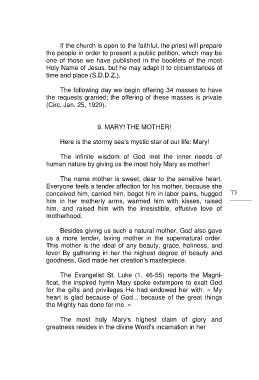 If the church is open to the faithful, the priest will prepare
the people in order to present a public petition, which may be
one of those we have published in the booklets of the most
Holy Name of Jesus, but he may adapt it to circumstances of
time and place (S.D.D.Z.).
The following day we begin offering 34 masses to have
the requests granted; the offering of these masses is private
(Circ. Jan. 25, 1920).
9. MARY! THE MOTHER!
Here is the stormy sea's mystic star of our life: Mary!
The infinite wisdom of God met the inner needs of
human nature by giving us the most holy Mary as mother!
The name mother is sweet, dear to the sensitive heart.
Everyone feels a tender affection for his mother, because she
conceived him, carried him, begot him in labor pains, hugged
him in her motherly arms, warmed him with kisses, raised
him, and raised him with the irresistible, effusive love of
motherhood.
73
Besides giving us such a natural mother, God also gave
us a more tender, loving mother in the supernatural order.
This mother is the ideal of any beauty, grace, holiness, and
love! By gathering in her the highest degree of beauty and
goodness, God made her creation's masterpiece.
The Evangelist St. Luke (1. 46-55) reports the Magni-
ficat, the inspired hymn Mary spoke extempore to exalt God
for the gifts and privileges He had endowed her with: « My
heart is glad because of God... because of the great things
the Mighty has done for me. »
The most holy Mary's highest claim of glory and
greatness resides in the divine Word's incarnation in her